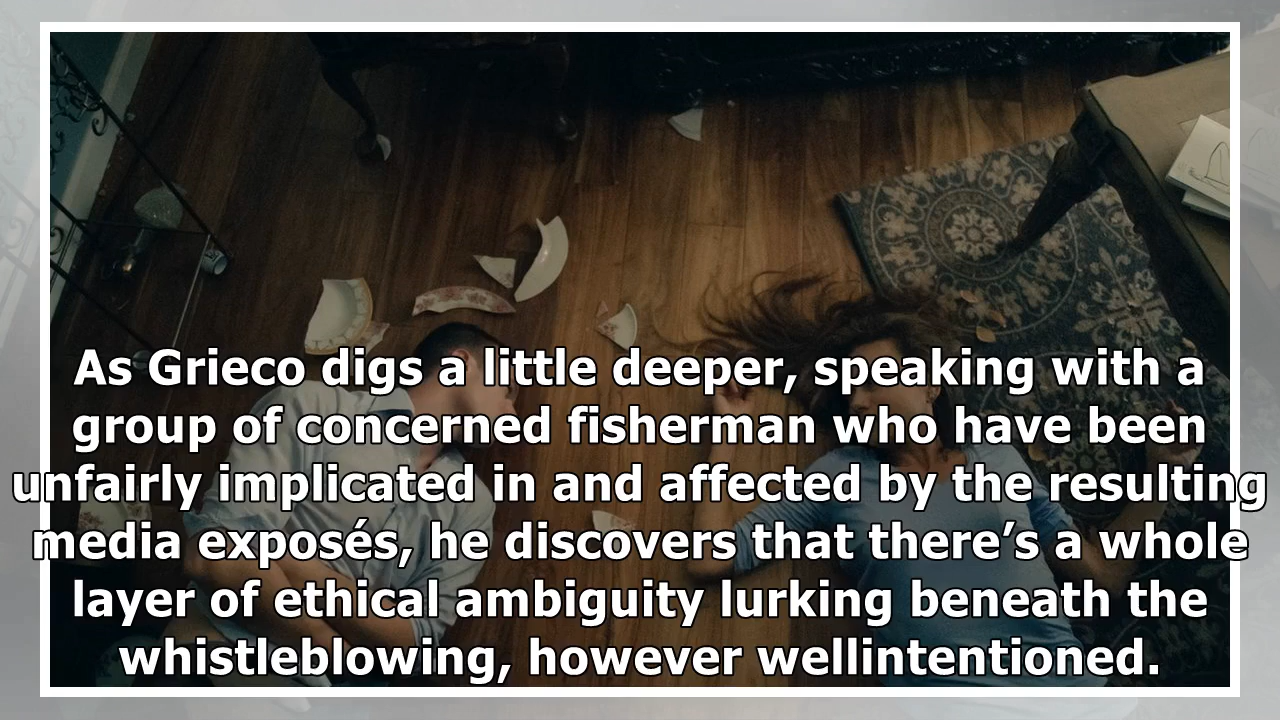 As Grieco digs a little deeper, speaking with a
group of concerned fisherman who have been
unfairly implicated in and affected by the resulting
media exposés, he discovers that there’s a whole
layer of ethical ambiguity lurking beneath the
whistleblowing, however wellintentioned.